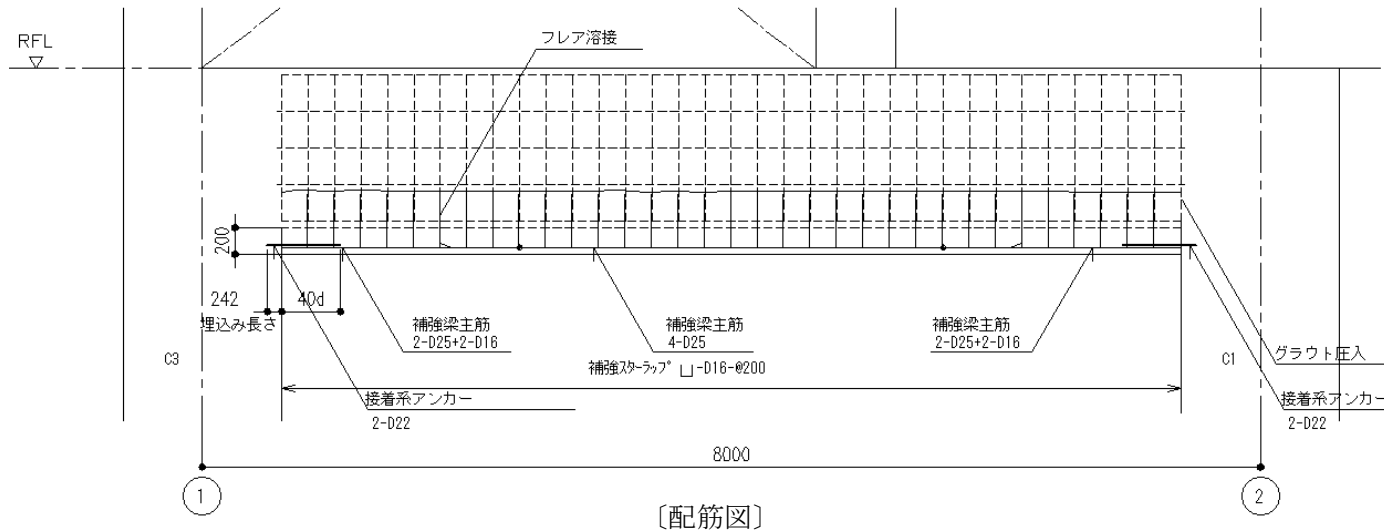 RFL
フレア溶接
200
242
40d
埋込み長さ
補強梁主筋
2-D25+2-D16
補強梁主筋
4-D25
補強梁主筋
2-D25+2-D16
補強スターラップ ⊔-D16-@200
C3
C1
グラウト圧入
接着系アンカー
2-D22
接着系アンカー
2-D22
8000
1
2
〔配筋図〕